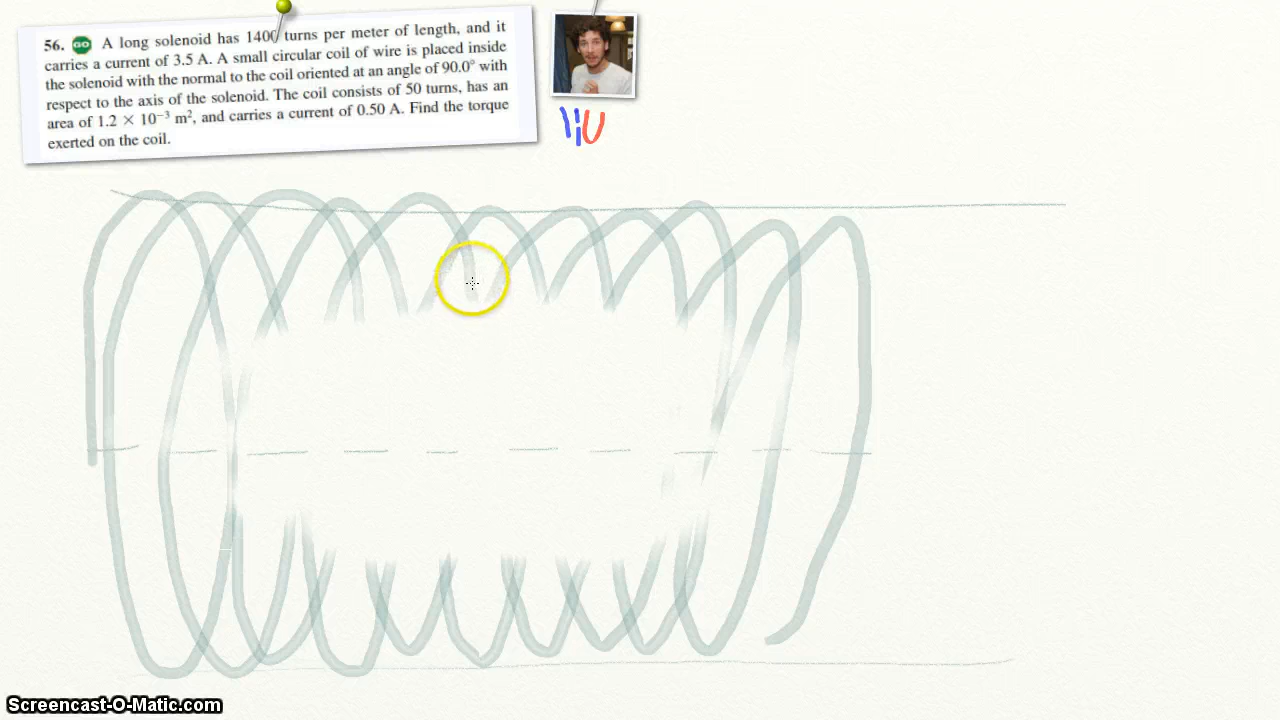 56. GO A long solenoid has 1400 turns per meter of length, and it
carries a current of 3.5 A. A small circular coil of wire is placed inside
the solenoid with the normal to the coil oriented at an angle of 90.0° with
respect to the axis of the solenoid. The coil consists of 50 turns, has an
area of 1.2 × 10⁻³ m², and carries a current of 0.50 A. Find the torque
exerted on the coil.
Screencast-O-Matic.com